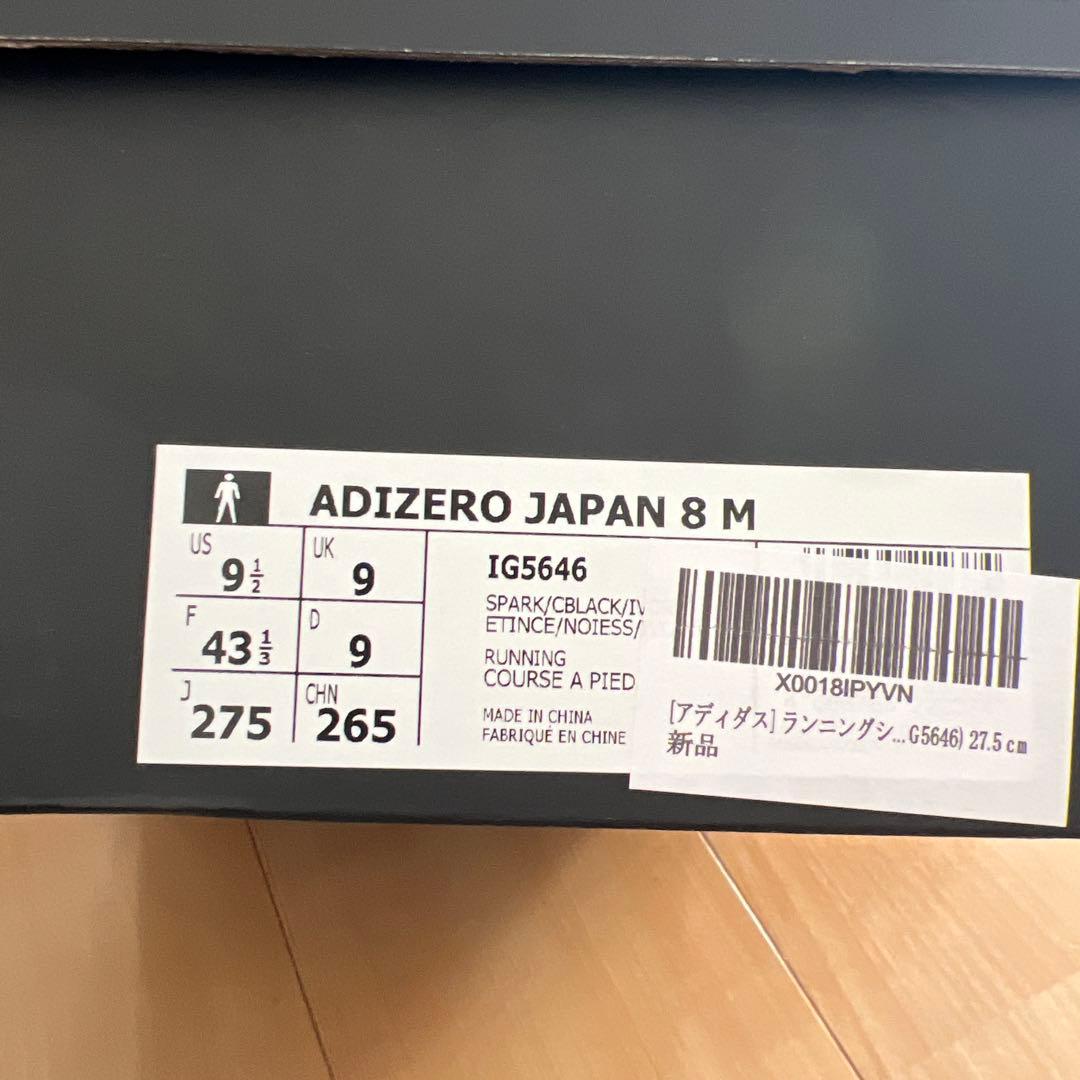 ADIZERO JAPAN 8 M
US 9 1/2 UK 9
F 43 1/3 D 9
J 275 CHN 265
IG5646
SPARK/CBLACK/
ETINCE/NOIESS/
RUNNING
COURSE A PIED
MADE IN CHINA
FABRIQUÉ EN CHINE
X0018IPYVN
[アディダス] ランニングシ...G5646) 27.5 cm
新品